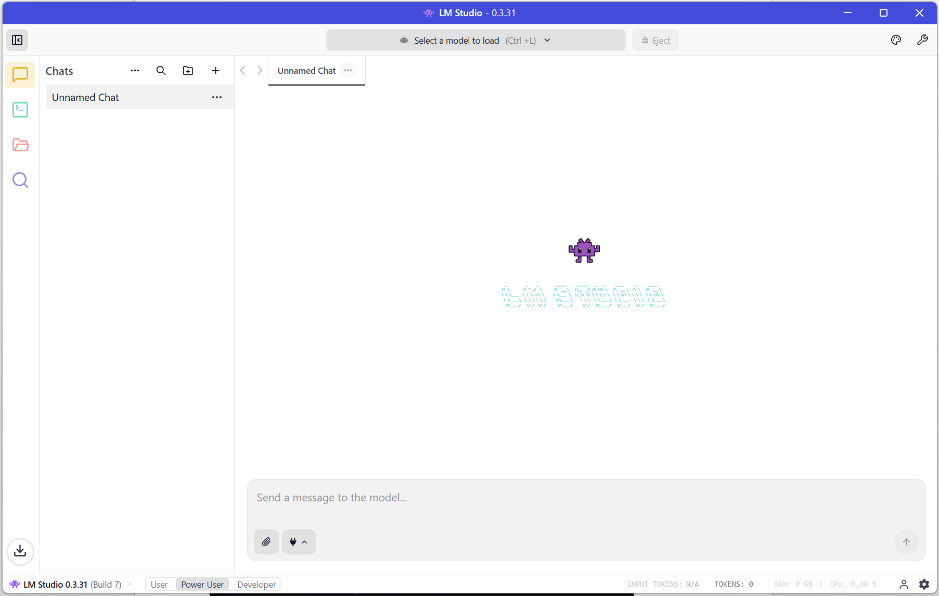 LM Studio - 0.3.31
Select a model to load (Ctrl +L)
Eject
Chats
Unnamed Chat
Unnamed Chat
LM STUDIO
Send a message to the model...
LM Studio 0.3.31 (Build 7)
User
Power User
Developer
INPUT TOKENS: N/A
TOKENS: 0
RAM: 0 GB | CPU: 0.00 %